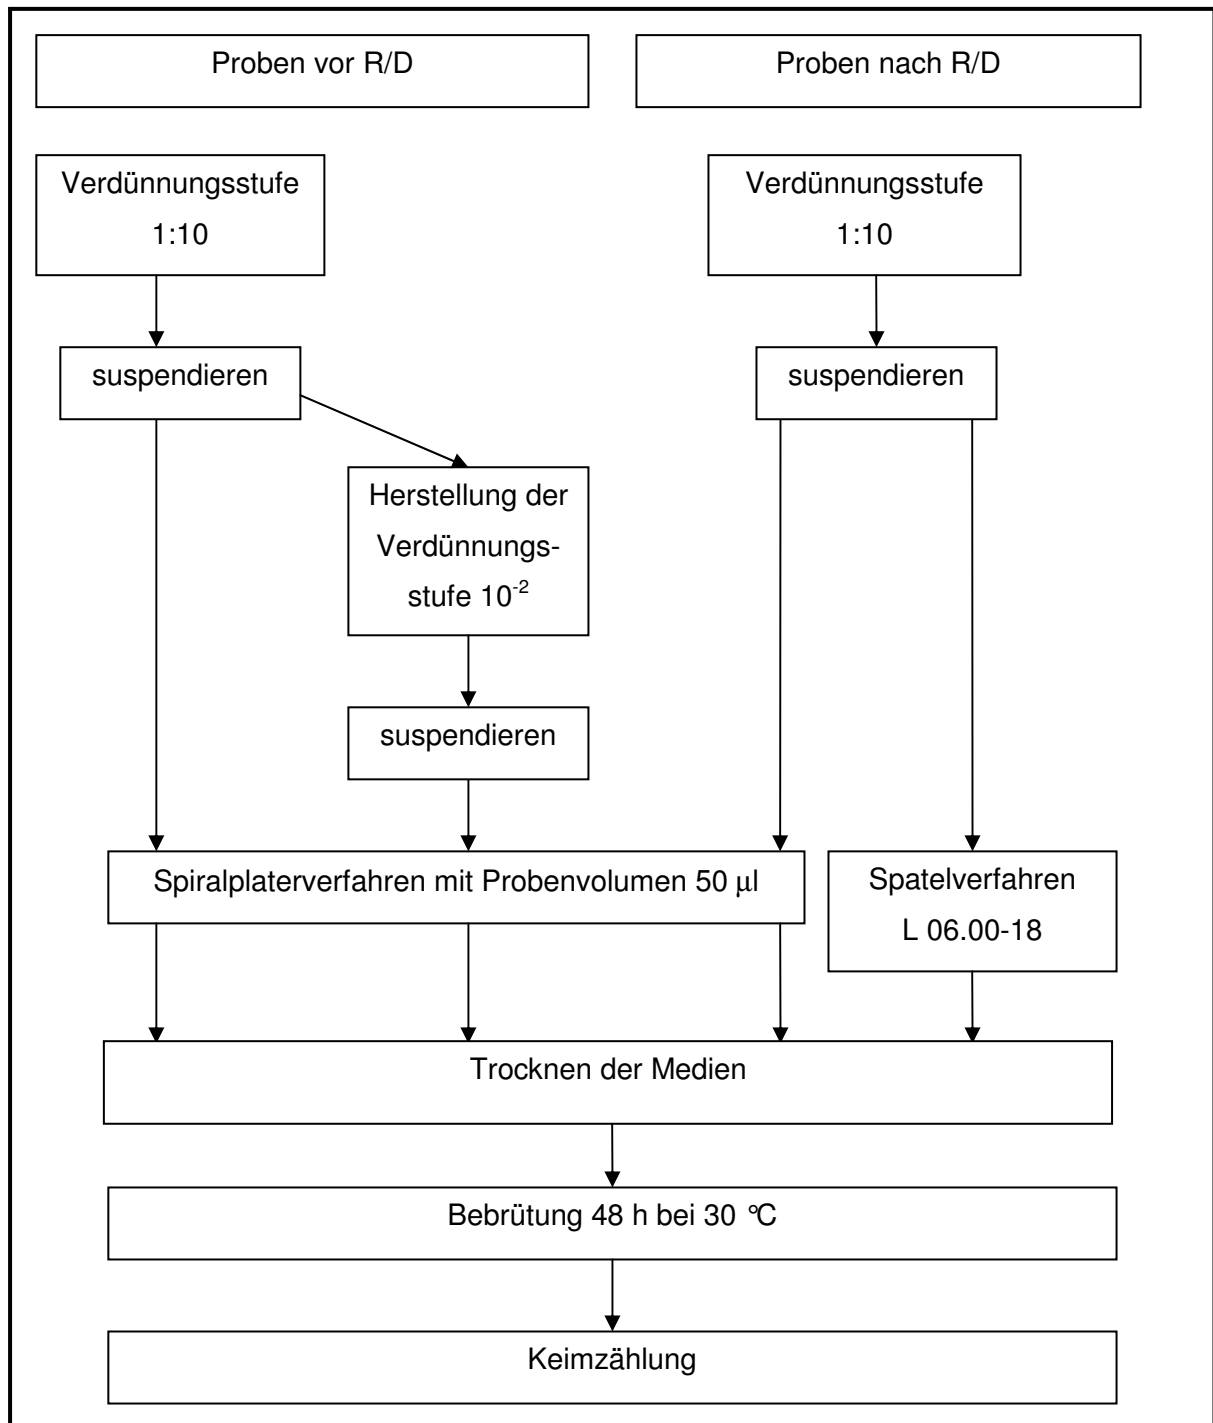 Proben vor R/D
Proben nach R/D
Verdünnungsstufe
1:10
Verdünnungsstufe
1:10
suspendieren
suspendieren
Herstellung der
Verdünnungs-
stufe 10⁻²
suspendieren
Spiralplaterverfahren mit Probenvolumen 50 µl
Spatelverfahren
L 06.00-18
Trocknen der Medien
Bebrütung 48 h bei 30 °C
Keimzählung